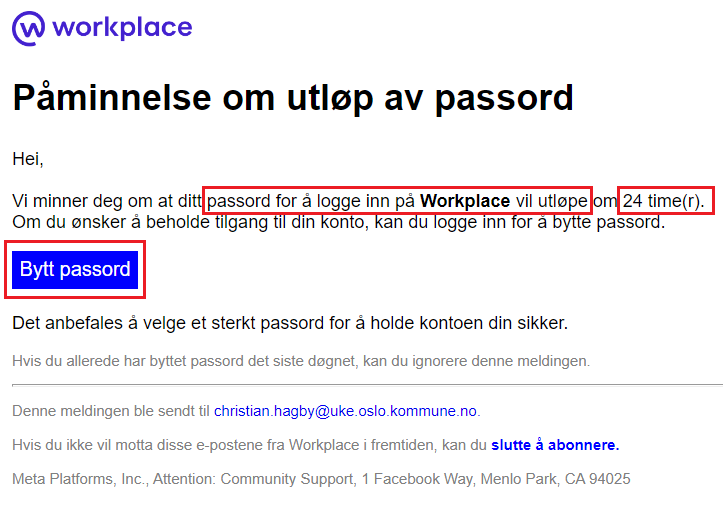 workplace
Påminnelse om utløp av passord
Hei,
Vi minner deg om at ditt passord for å logge inn på Workplace vil utløpe om 24 time(r).
Om du ønsker å beholde tilgang til din konto, kan du logge inn for å bytte passord.
Bytt passord
Det anbefales å velge et sterkt passord for å holde kontoen din sikker.
Hvis du allerede har byttet passord det siste døgnet, kan du ignorere denne meldingen.
Denne meldingen ble sendt til christian.hagby@uke.oslo.kommune.no.
Hvis du ikke vil motta disse e-postene fra Workplace i fremtiden, kan du slutte å abonnere.
Meta Platforms, Inc., Attention: Community Support, 1 Facebook Way, Menlo Park, CA 94025